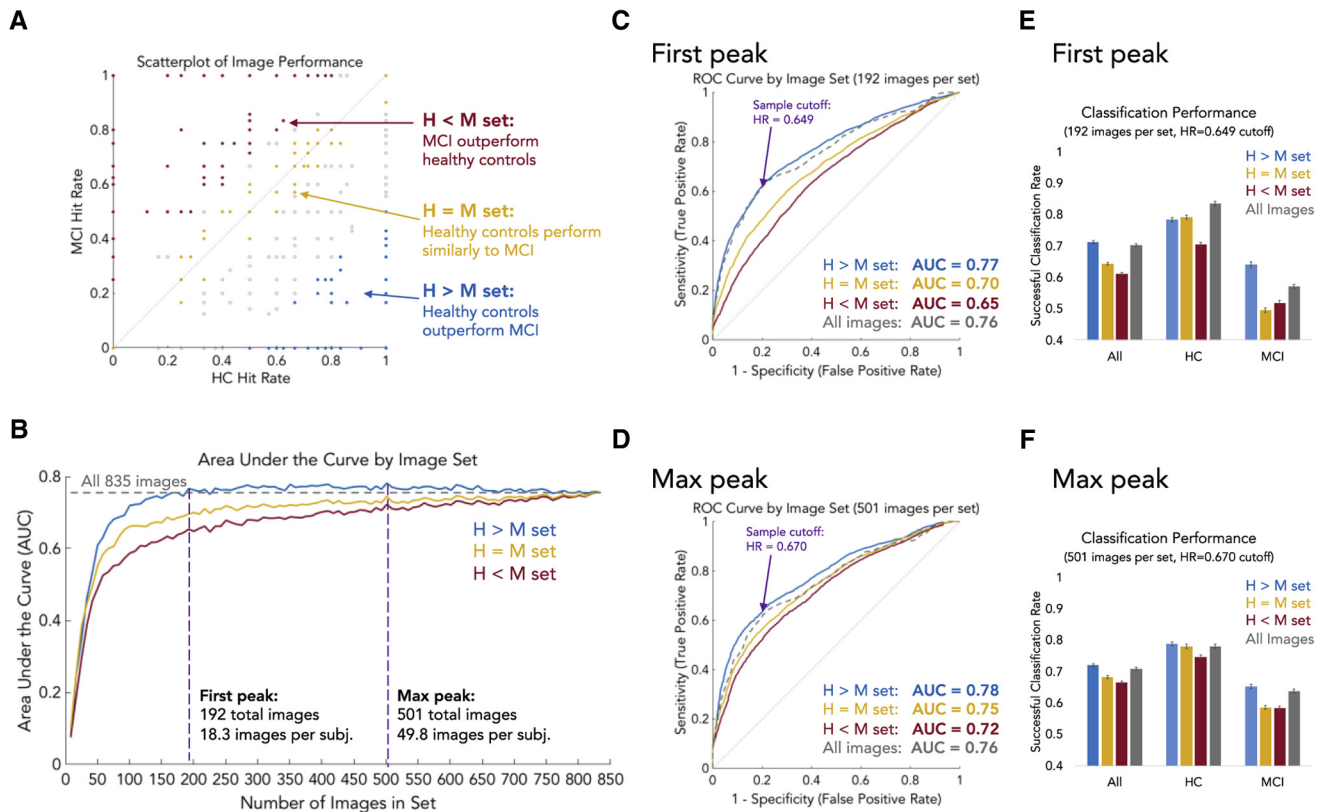 A
Scatterplot of Image Performance
MCI Hit Rate
1
0.8
0.6
0.4
0.2
0
0.2
0.4
0.6
0.8
1
HC Hit Rate
H < M set:
MCI outperform
healthy controls
H = M set:
Healthy controls perform
similarly to MCI
H > M set:
Healthy controls
outperform MCI
B
Area Under the Curve by Image Set
Area Under the Curve (AUC)
0.8
0.6
0.4
0.2
0
All 835 images
H > M set
H = M set
H < M set
First peak:
192 total images
18.3 images per subj.
Max peak:
501 total images
49.8 images per subj.
0 50 100 150 200 250 300 350 400 450 500 550 600 650 700 750 800 850
Number of Images in Set
C
First peak
ROC Curve by Image Set (192 images per set)
Sensitivity (True Positive Rate)
1
0.8
0.6
0.4
0.2
0
Sample cutoff:
HR = 0.649
H > M set: AUC = 0.77
H = M set: AUC = 0.70
H < M set: AUC = 0.65
All images: AUC = 0.76
0 0.2 0.4 0.6 0.8 1
1 - Specificity (False Positive Rate)
D
Max peak
ROC Curve by Image Set (501 images per set)
Sensitivity (True Positive Rate)
1
0.8
0.6
0.4
0.2
0
Sample cutoff:
HR = 0.670
H > M set: AUC = 0.78
H = M set: AUC = 0.75
H < M set: AUC = 0.72
All images: AUC = 0.76
0 0.2 0.4 0.6 0.8 1
1 - Specificity (False Positive Rate)
E
First peak
Classification Performance
(192 images per set, HR=0.649 cutoff)
Successful Classification Rate
1
0.9
0.8
0.7
0.6
0.5
0.4
H > M set
H = M set
H < M set
All Images
All HC MCI
F
Max peak
Classification Performance
(501 images per set, HR=0.670 cutoff)
Successful Classification Rate
1
0.9
0.8
0.7
0.6
0.5
0.4
H > M set
H = M set
H < M set
All Images
All HC MCI